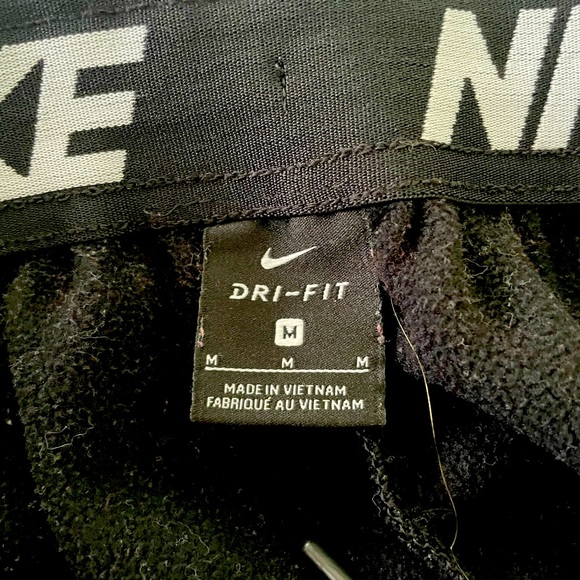 KE NI
DRI-FIT
M
M M M
MADE IN VIETNAM
FABRIQUÉ AU VIETNAM